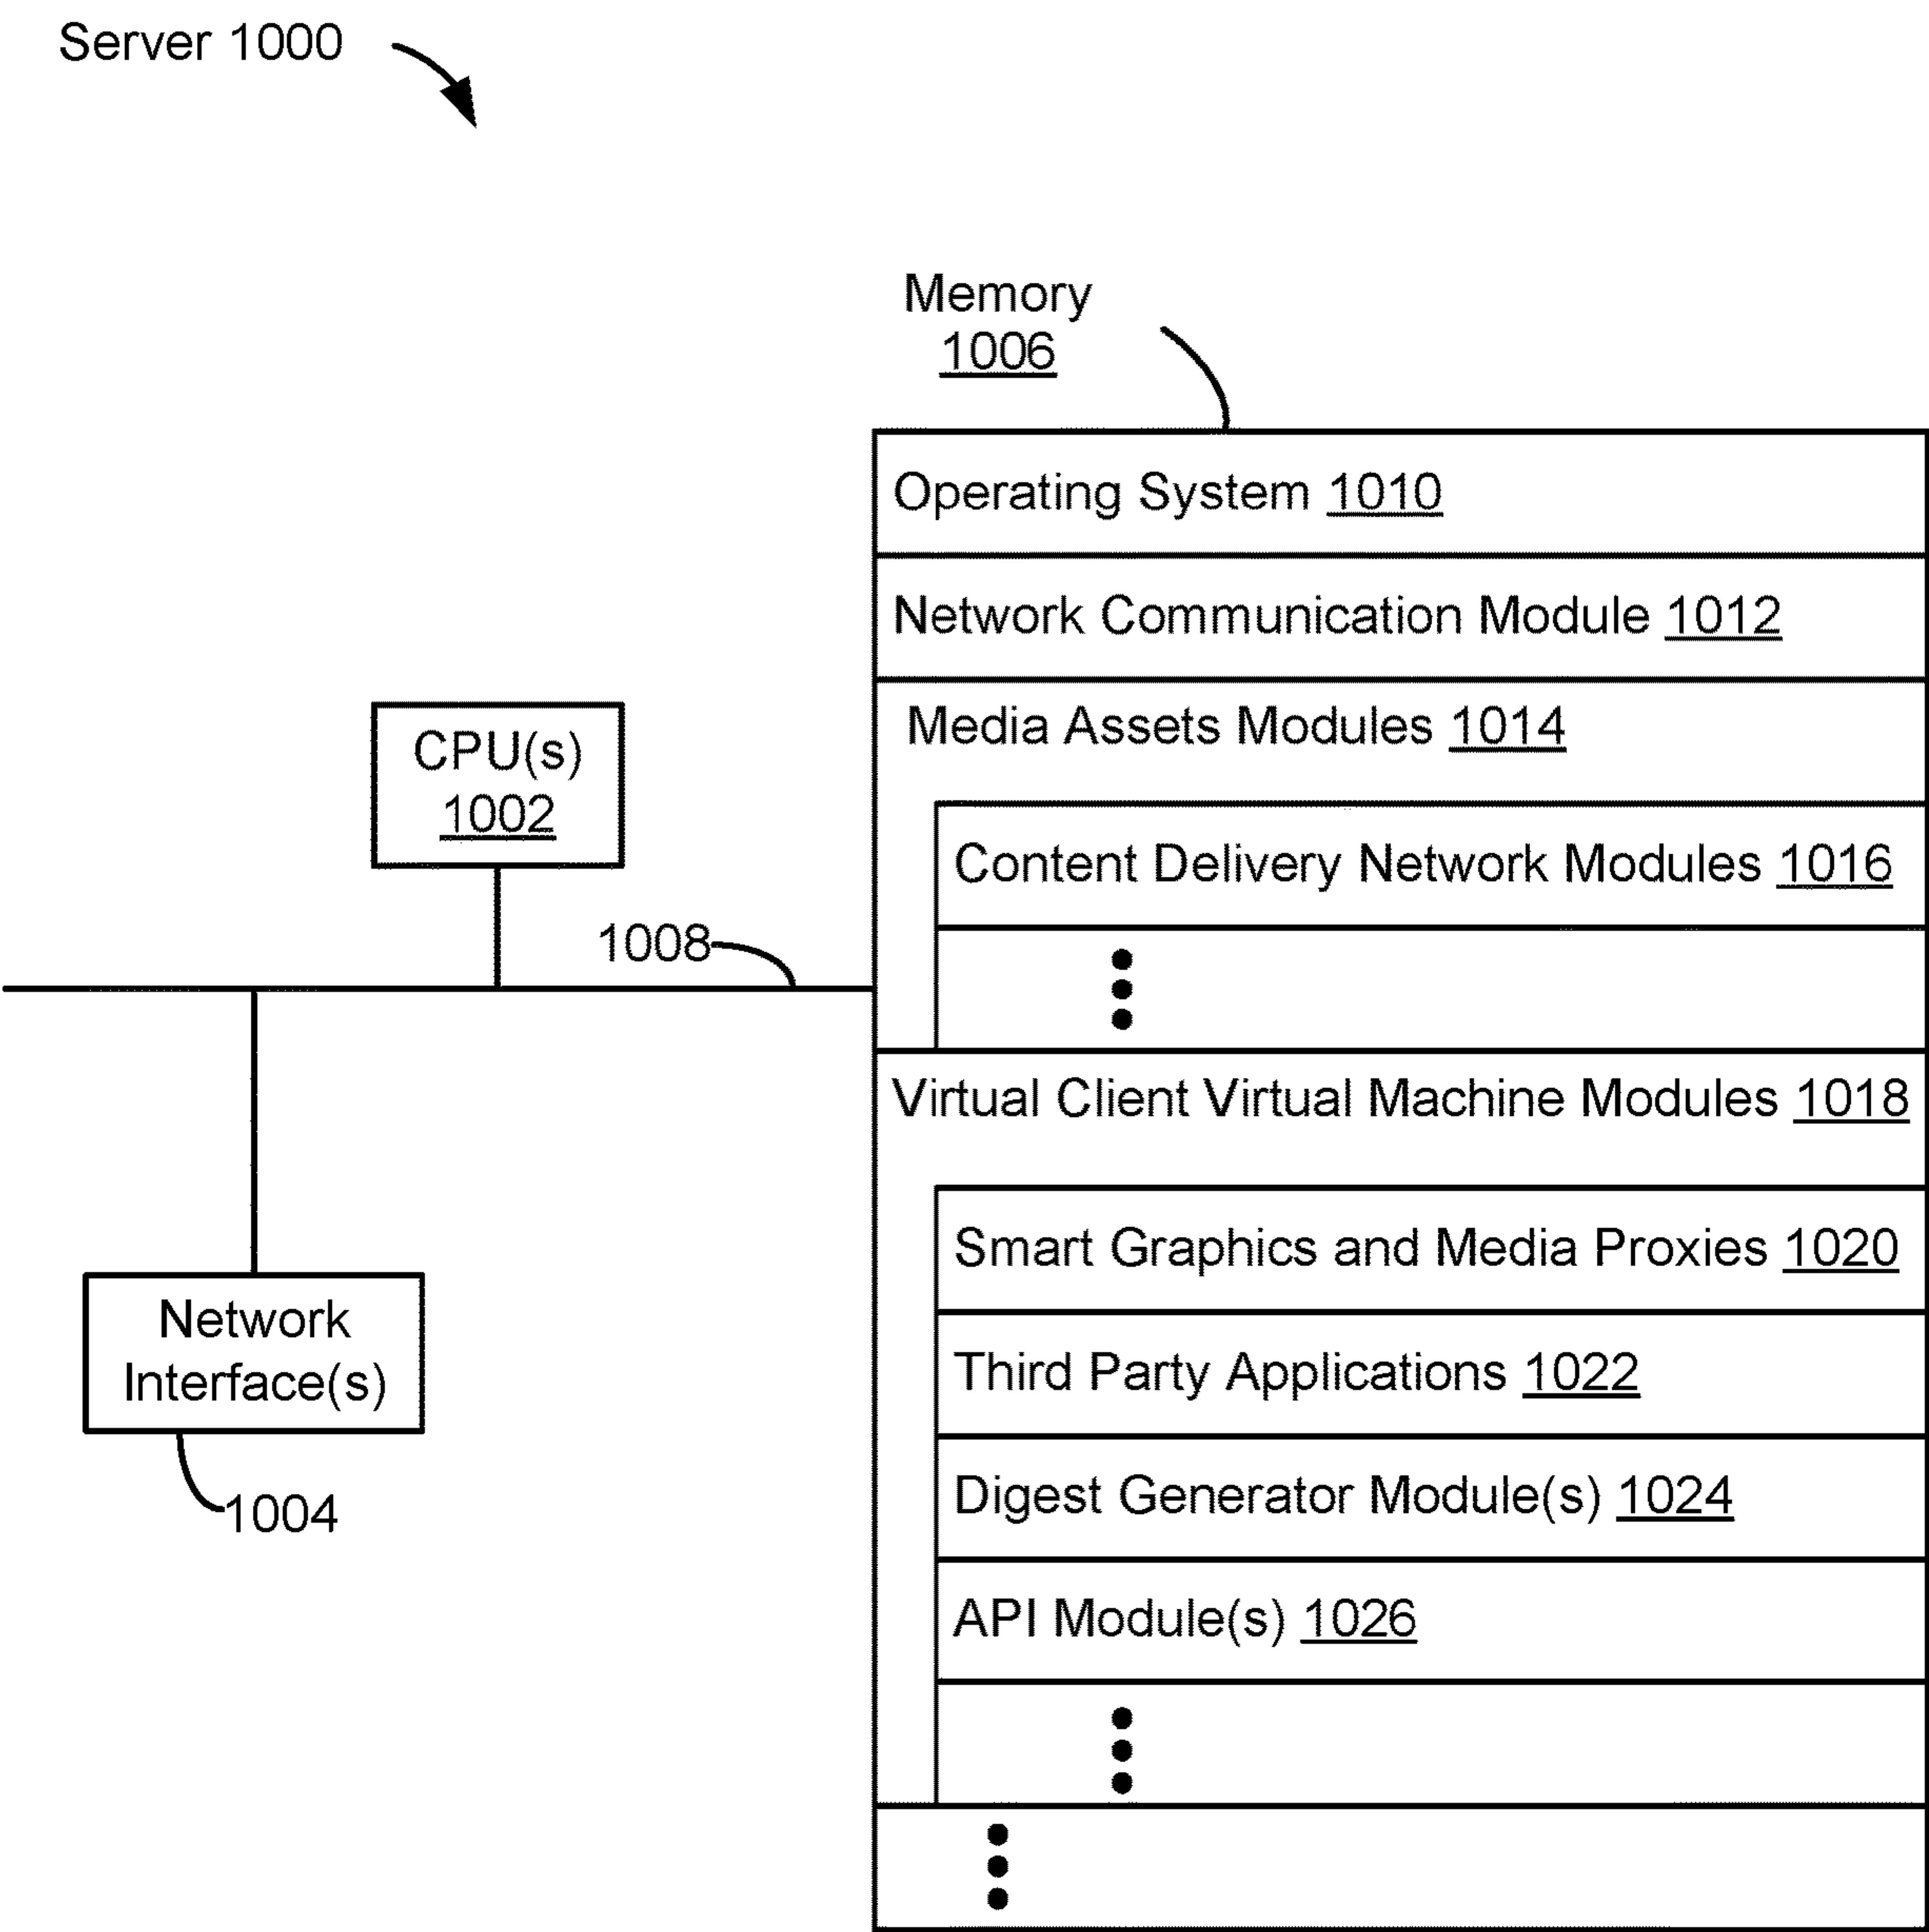 Server 1000
Memory
1006
Operating System 1010
Network Communication Module 1012
Media Assets Modules 1014
CPU(s)
1002
Content Delivery Network Modules 1016
1008
Virtual Client Virtual Machine Modules 1018
Smart Graphics and Media Proxies 1020
Network
Interface(s)
Third Party Applications 1022
1004
Digest Generator Module(s) 1024
API Module(s) 1026